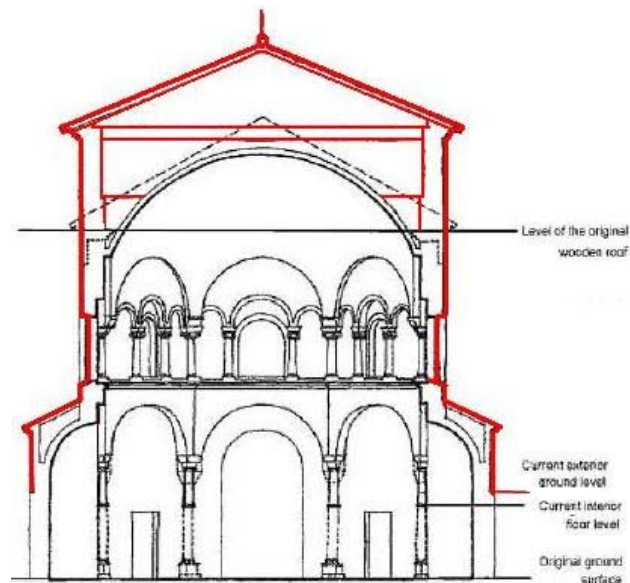 Level of the original
wooden roof
Current exterior
ground level
Current interior
floor level
Original ground
surface